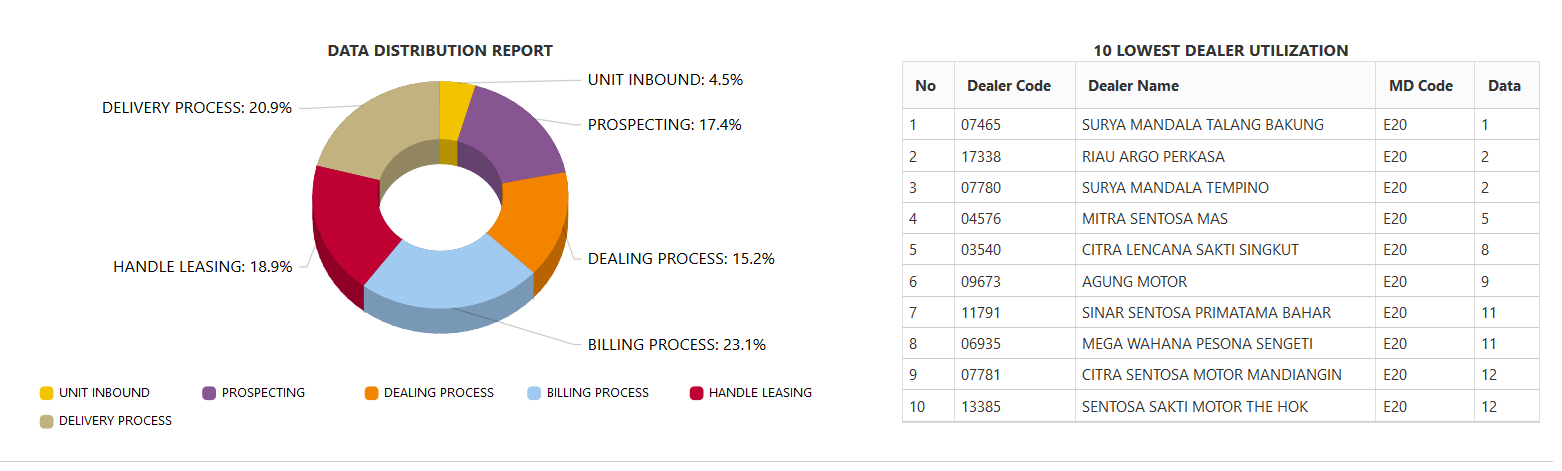 DATA DISTRIBUTION REPORT
UNIT INBOUND: 4.5%
DELIVERY PROCESS: 20.9%
PROSPECTING: 17.4%
DEALING PROCESS: 15.2%
HANDLE LEASING: 18.9%
BILLING PROCESS: 23.1%
UNIT INBOUND PROSPECTING DEALING PROCESS BILLING PROCESS HANDLE LEASING
DELIVERY PROCESS
10 LOWEST DEALER UTILIZATION
No Dealer Code Dealer Name MD Code Data
1 07465 SURYA MANDALA TALANG BAKUNG E20 1
2 17338 RIAU ARGO PERKASA E20 2
3 07780 SURYA MANDALA TEMPINO E20 2
4 04576 MITRA SENTOSA MAS E20 5
5 03540 CITRA LENCANA SAKTI SINGKUT E20 8
6 09673 AGUNG MOTOR E20 9
7 11791 SINAR SENTOSA PRIMATAMA BAHAR E20 11
8 06935 MEGA WAHANA PESONA SENGETI E20 11
9 07781 CITRA SENTOSA MOTOR MANDIANGIN E20 12
10 13385 SENTOSA SAKTI MOTOR THE HOK E20 12